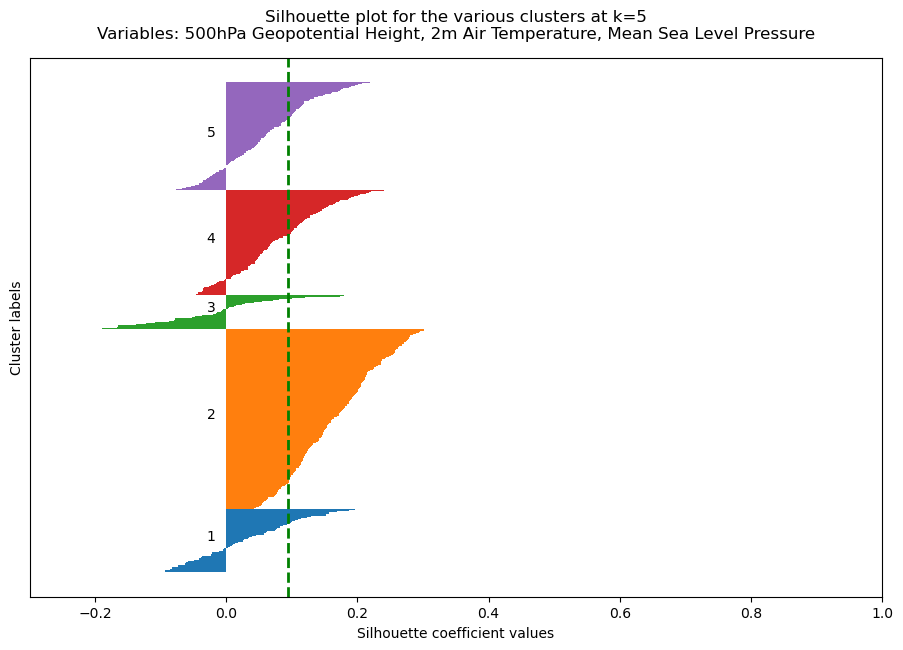 Silhouette plot for the various clusters at k=5
Variables: 500hPa Geopotential Height, 2m Air Temperature, Mean Sea Level Pressure
Cluster labels
5
4
3
2
1
−0.2 0.0 0.2 0.4 0.6 0.8 1.0
Silhouette coefficient values